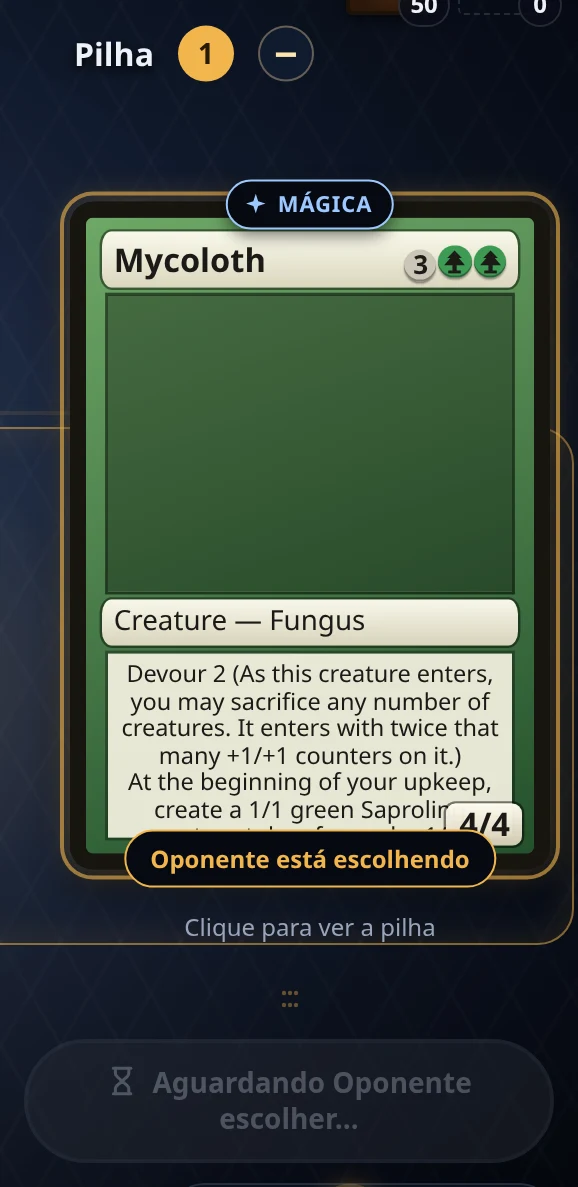 50
0
Pilha 1 –
MÁGICA
Mycoloth 3
Creature — Fungus
Devour 2 (As this creature enters,
you may sacrifice any number of
creatures. It enters with twice that
many +1/+1 counters on it.)
At the beginning of your upkeep,
create a 1/1 green
4/4
Oponente está escolhendo
Clique para ver a pilha
Aguardando Oponente
escolher...